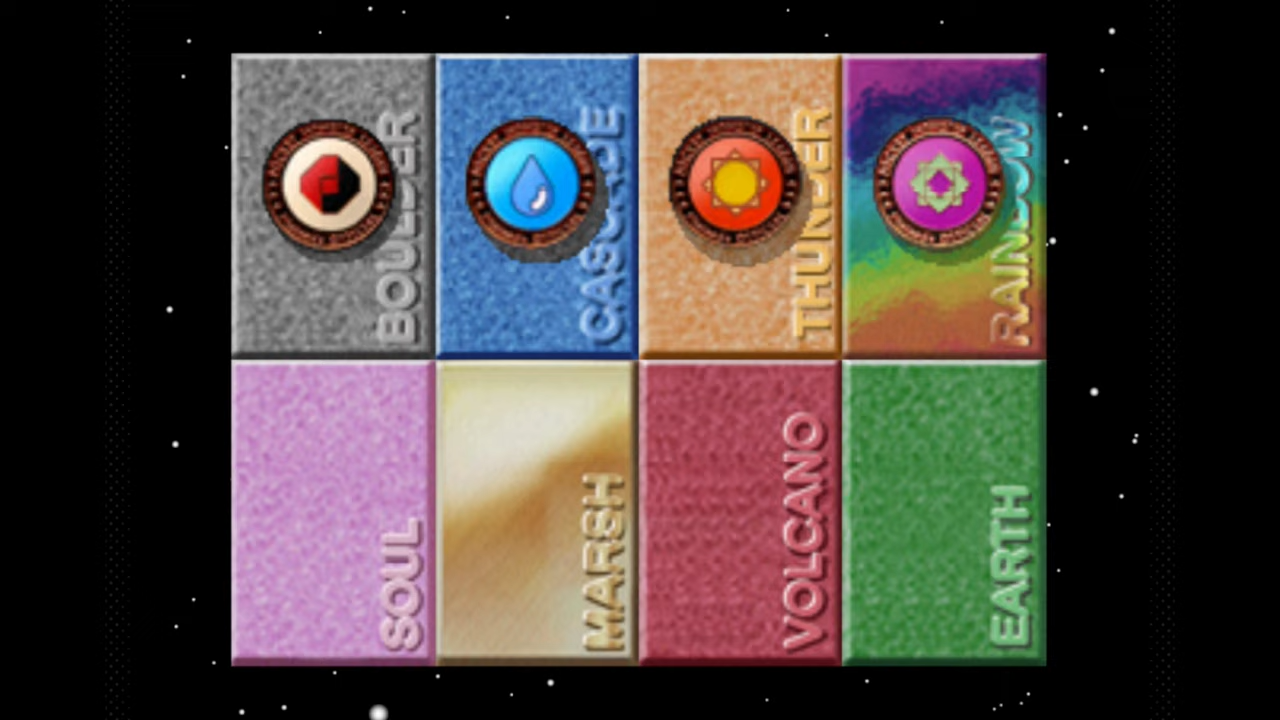 BOULDER
CASCADE
THUNDER
RAINBOW
SOUL
MARSH
VOLCANO
EARTH